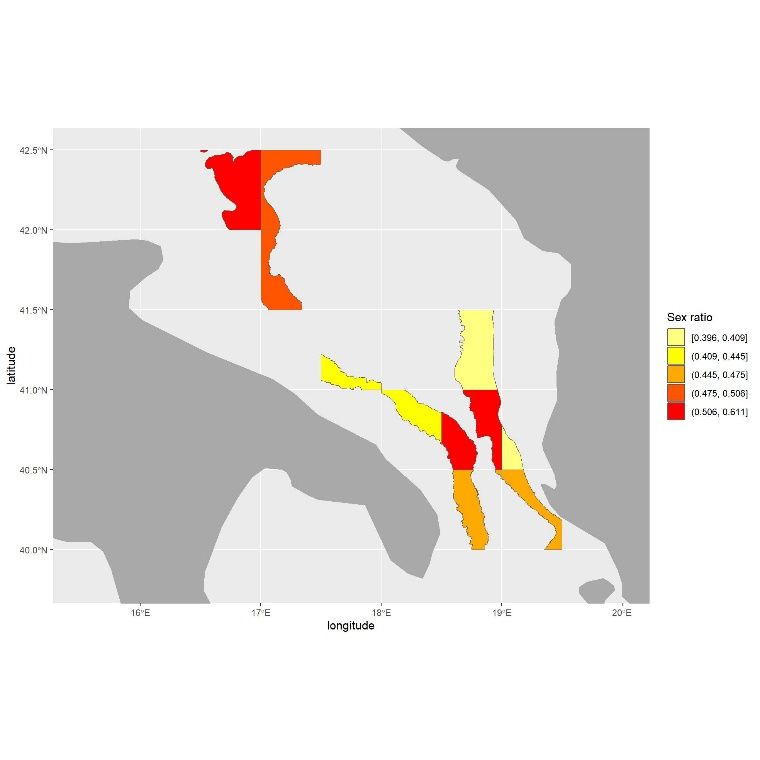 42.5°N
42.0°N
41.5°N
41.0°N
40.5°N
40.0°N
latitude
16°E
17°E
18°E
19°E
20°E
longitude
Sex ratio
[0.396, 0.409]
(0.409, 0.445]
(0.445, 0.475]
(0.475, 0.506]
(0.506, 0.611]